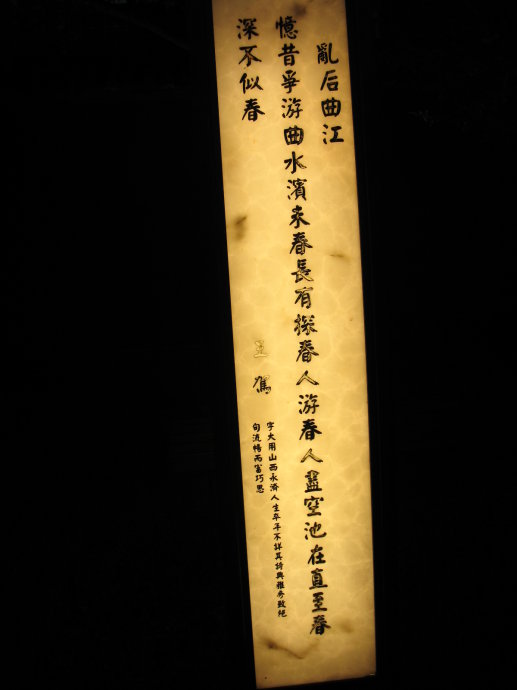 亂后曲江
憶昔爭游曲水濱来春長有探春人游春人盡空池在直至春
深不似春
王駕
字大用山西永濟人生卒年不詳其詩與雅秀致绝
句流暢而富巧思